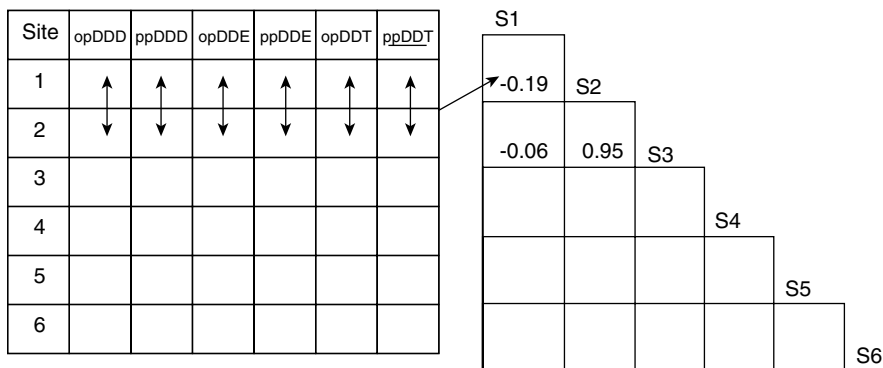 Site opDDD ppDDD opDDE ppDDE opDDT ppDDT
1
2
3
4
5
6
S1
-0.19 S2
-0.06 0.95 S3
S4
S5
S6